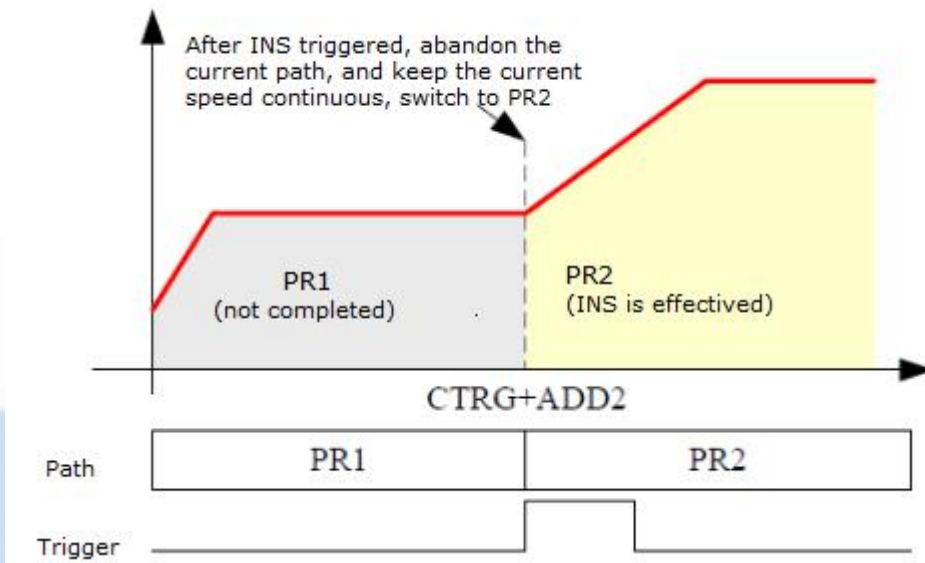 After INS triggered, abandon the
current path, and keep the current
speed continuous, switch to PR2
PR1
(not completed)
PR2
(INS is effectived)
CTRG+ADD2
Path
PR1
PR2
Trigger